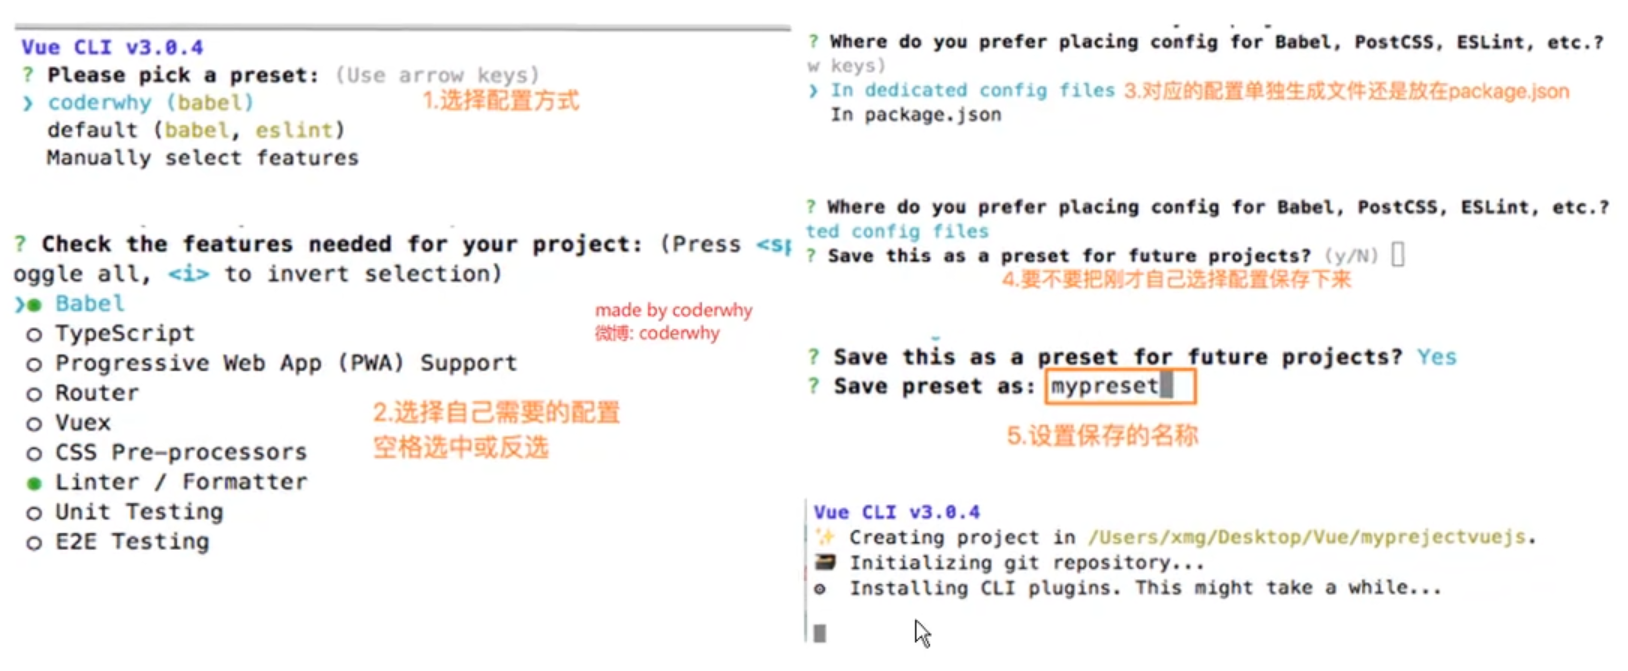 Vue CLI v3.0.4
? Please pick a preset: (Use arrow keys)
❯ coderwhy (babel)
1.选择配置方式
default (babel, eslint)
Manually select features
? Check the features needed for your project: (Press <sp
oggle all, <i> to invert selection)
❯◉ Babel
○ TypeScript
○ Progressive Web App (PWA) Support
○ Router
○ Vuex
○ CSS Pre-processors
◉ Linter / Formatter
○ Unit Testing
○ E2E Testing
made by coderwhy
微博: coderwhy
2.选择自己需要的配置
空格选中或反选
? Where do you prefer placing config for Babel, PostCSS, ESLint, etc.?
w keys)
❯ In dedicated config files 3.对应的配置单独生成文件还是放在package.json
In package.json
? Where do you prefer placing config for Babel, PostCSS, ESLint, etc.?
ted config files
? Save this as a preset for future projects? (y/N)
4.要不要把刚才自己选择配置保存下来
? Save this as a preset for future projects? Yes
? Save preset as: mypreset
5.设置保存的名称
Vue CLI v3.0.4
✨ Creating project in /Users/xmg/Desktop/Vue/myprejectvuejs.
🗃 Initializing git repository...
⚙ Installing CLI plugins. This might take a while...